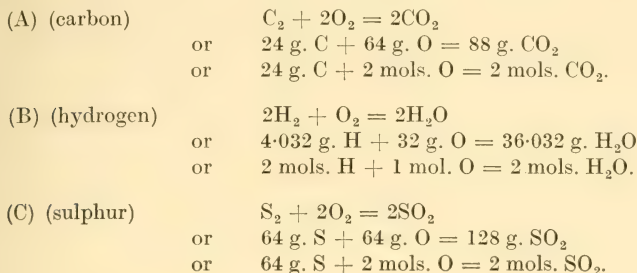 (A) (carbon) C₂ + 2O₂ = 2CO₂
or 24 g. C + 64 g. O = 88 g. CO₂
or 24 g. C + 2 mols. O = 2 mols. CO₂.
(B) (hydrogen) 2H₂ + O₂ = 2H₂O
or 4·032 g. H + 32 g. O = 36·032 g. H₂O
or 2 mols. H + 1 mol. O = 2 mols. H₂O.
(C) (sulphur) S₂ + 2O₂ = 2SO₂
or 64 g. S + 64 g. O = 128 g. SO₂
or 64 g. S + 2 mols. O = 2 mols. SO₂.